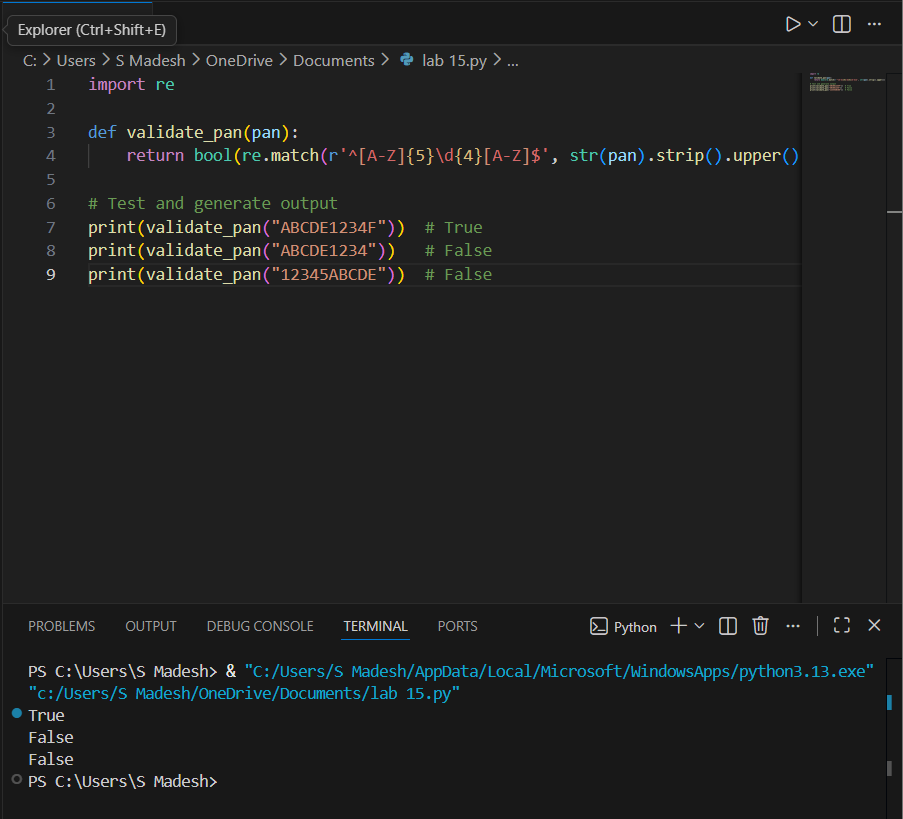 Explorer (Ctrl+Shift+E)
C: > Users > S Madesh > OneDrive > Documents > lab 15.py > ...
1 import re
2
3 def validate_pan(pan):
4     return bool(re.match(r'^[A-Z]{5}\d{4}[A-Z]$', str(pan).strip().upper()
5
6 # Test and generate output
7 print(validate_pan("ABCDE1234F"))  # True
8 print(validate_pan("ABCDE1234"))   # False
9 print(validate_pan("12345ABCDE"))  # False
PROBLEMS OUTPUT DEBUG CONSOLE TERMINAL PORTS Python
PS C:\Users\S Madesh> & "C:/Users/S Madesh/AppData/Local/Microsoft/WindowsApps/python3.13.exe"
"c:/Users/S Madesh/OneDrive/Documents/lab 15.py"
True
False
False
PS C:\Users\S Madesh>